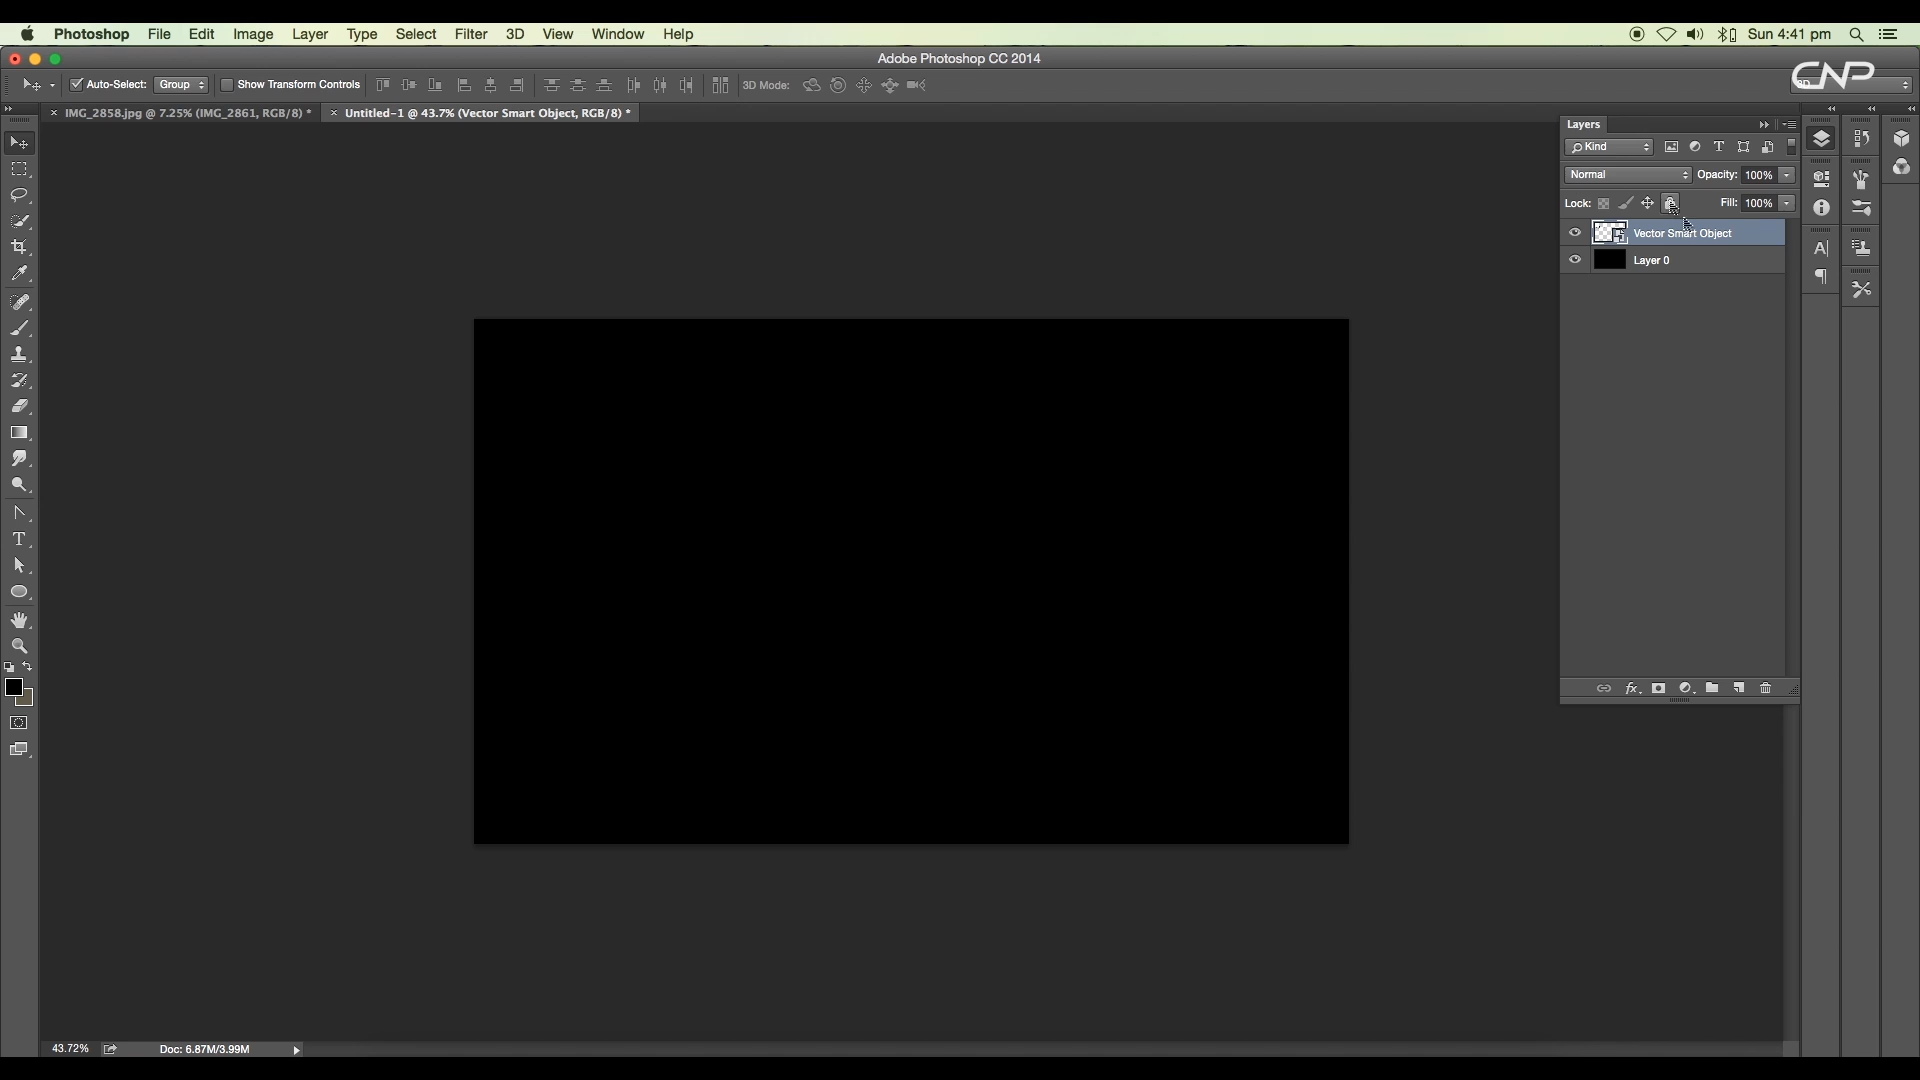 Photoshop File Edit Image Layer Type Select Filter 3D View Window Help Sun 4:41 pm
Adobe Photoshop CC 2014
Auto-Select: Group Show Transform Controls 3D Mode: CNP
× IMG_2858.jpg @ 7.25% (IMG_2861, RGB/8) * × Untitled-1 @ 43.7% (Vector Smart Object, RGB/8) *
Layers
Kind
Normal Opacity: 100%
Lock: Fill: 100%
Vector Smart Object
Layer 0
43.72% Doc: 6.87M/3.99M